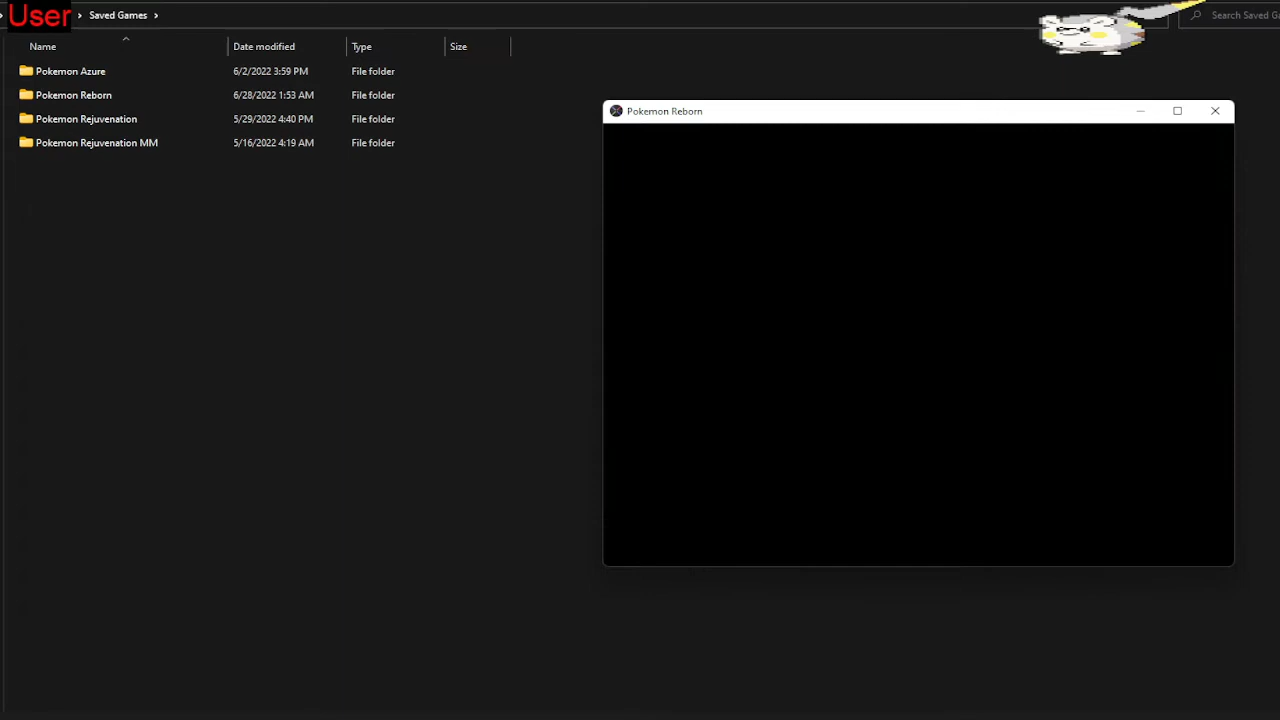 User > Saved Games >
Search Saved Ga
Name Date modified Type Size
Pokemon Azure 6/2/2022 3:59 PM File folder
Pokemon Reborn 6/28/2022 1:53 AM File folder
Pokemon Rejuvenation 5/29/2022 4:40 PM File folder
Pokemon Rejuvenation MM 5/16/2022 4:19 AM File folder
Pokemon Reborn